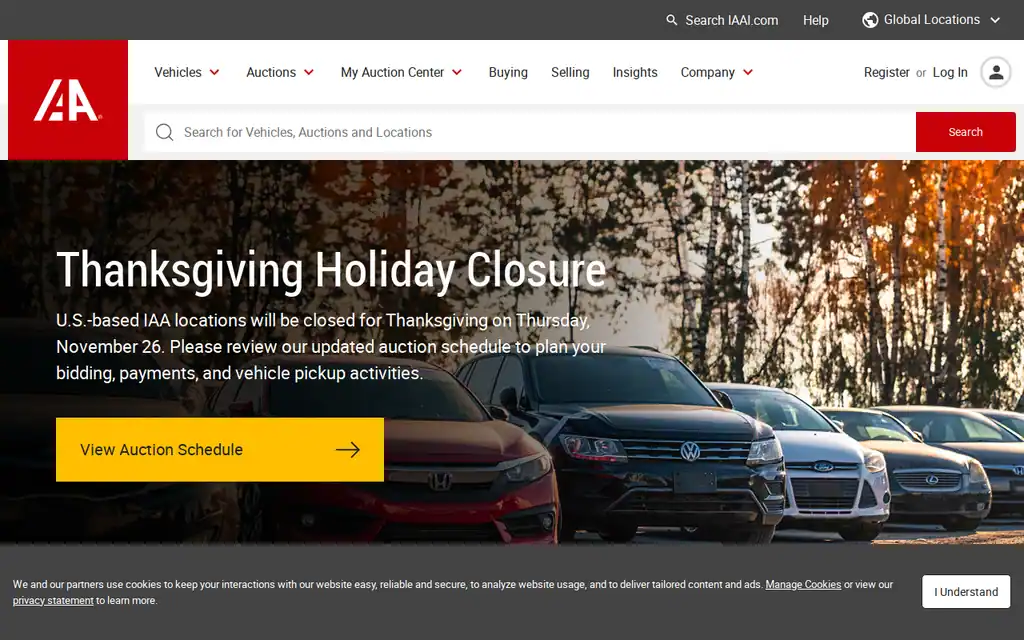 Search IAAI.com Help Global Locations
IAA
Vehicles Auctions My Auction Center Buying Selling Insights Company Register or Log In
Search for Vehicles, Auctions and Locations Search
Thanksgiving Holiday Closure
U.S.-based IAA locations will be closed for Thanksgiving on Thursday,
November 26. Please review our updated auction schedule to plan your
bidding, payments, and vehicle pickup activities.
View Auction Schedule
We and our partners use cookies to keep your interactions with our website easy, reliable and secure, to analyze website usage, and to deliver tailored content and ads. Manage Cookies or view our
privacy statement to learn more.
I Understand